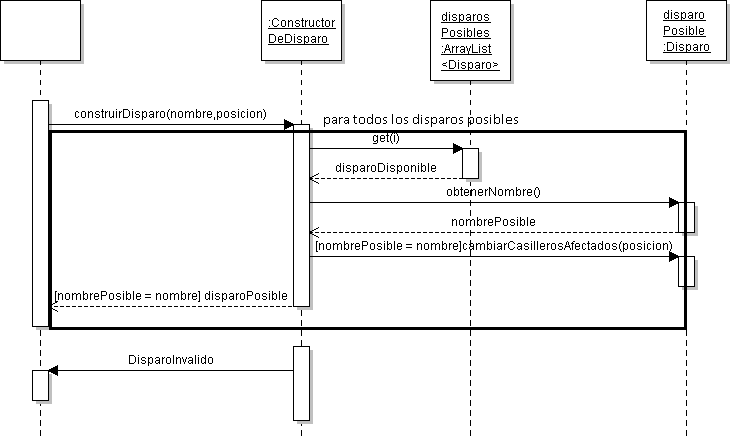 :Constructor
DeDisparo
disparos
Posibles
:ArrayList
<Disparo>
disparo
Posible
:Disparo
construirDisparo(nombre,posicion)
para todos los disparos posibles
get(i)
disparoDisponible
obtenerNombre()
nombrePosible
[nombrePosible = nombre]cambiarCasillerosAfectados(posicion)
[nombrePosible = nombre] disparoPosible
DisparoInvalido